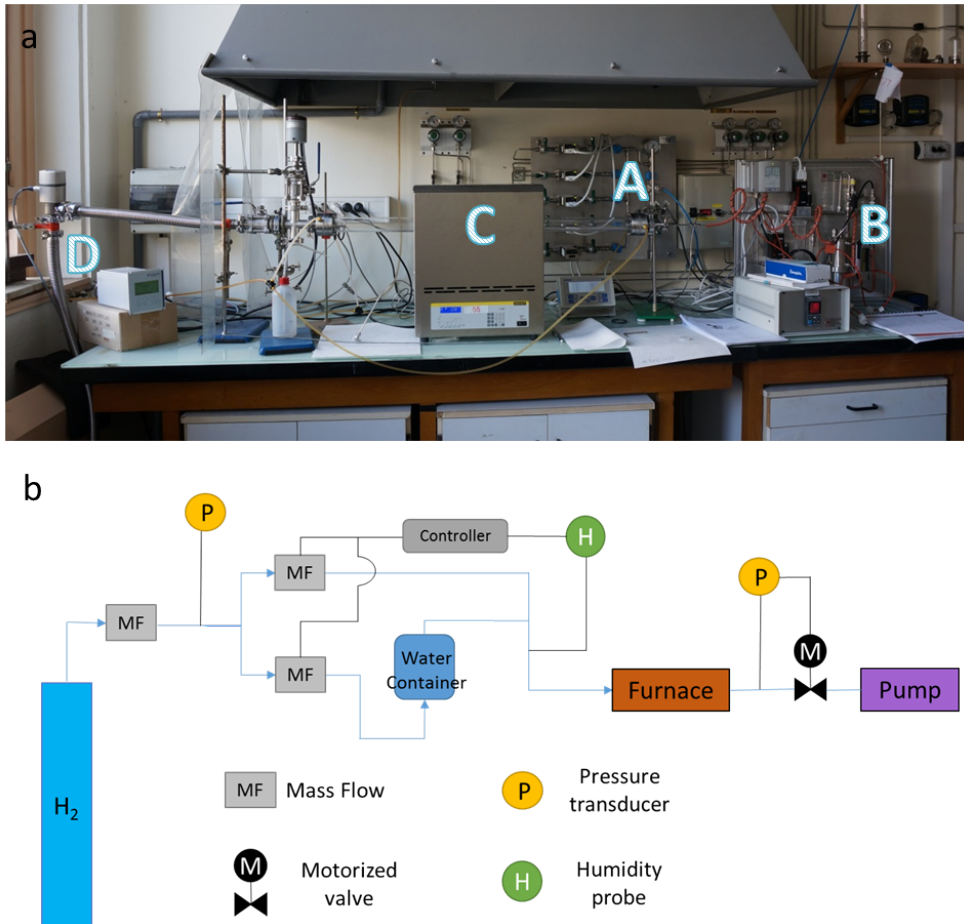 a
A
B
C
D
b
P
Controller
H
MF
MF
P
MF
M
Water
Container
Furnace
Pump
H₂
MF Mass Flow
P Pressure
transducer
M Motorized
valve
H Humidity
probe